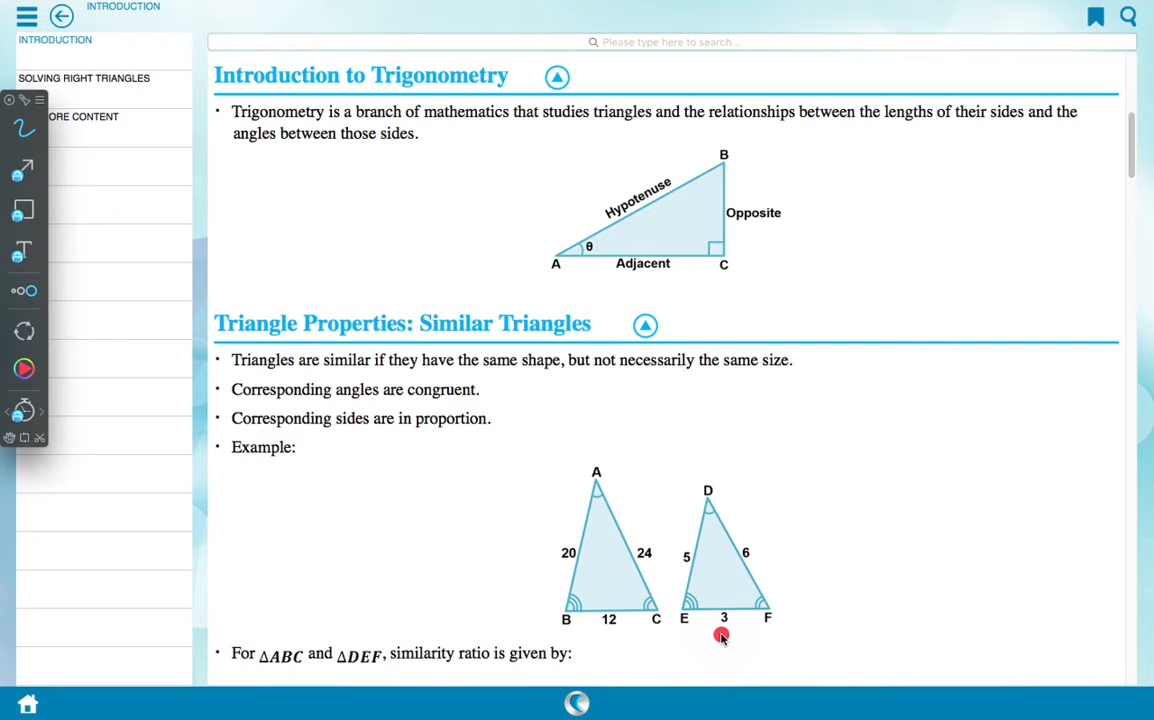 INTRODUCTION
INTRODUCTION
SOLVING RIGHT TRIANGLES
ORE CONTENT
Please type here to search...
Introduction to Trigonometry
· Trigonometry is a branch of mathematics that studies triangles and the relationships between the lengths of their sides and the
angles between those sides.
B
Hypotenuse
Opposite
θ
A
Adjacent
C
Triangle Properties: Similar Triangles
· Triangles are similar if they have the same shape, but not necessarily the same size.
· Corresponding angles are congruent.
· Corresponding sides are in proportion.
· Example:
A
D
20
24
5
6
B
12
C
E
3
F
· For ΔABC and ΔDEF, similarity ratio is given by:
T